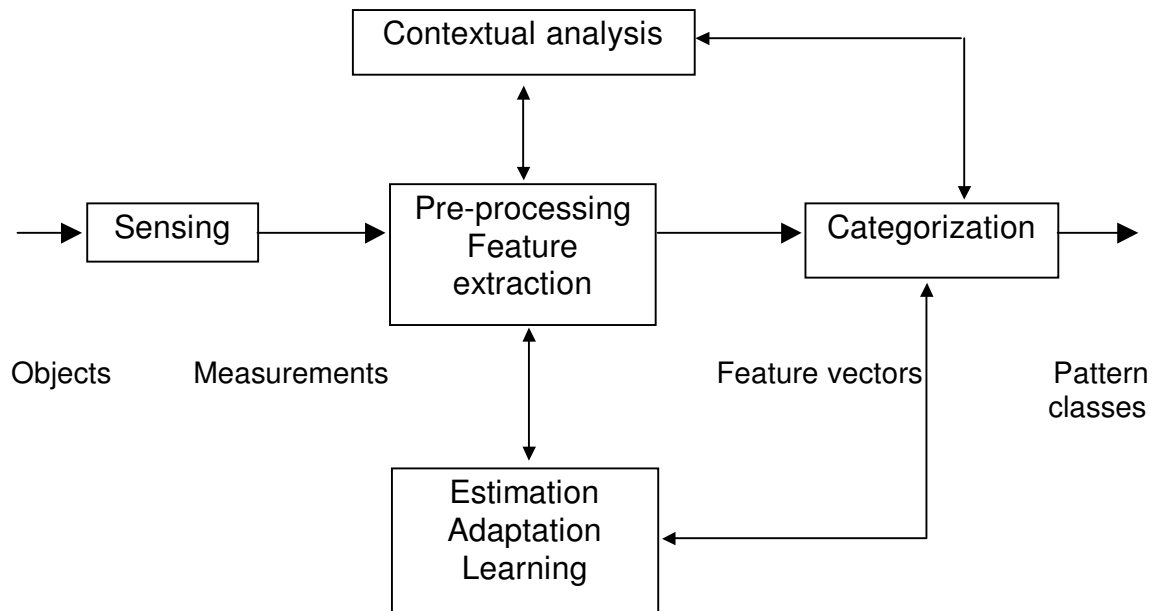 Contextual analysis
Sensing
Pre-processing
Feature
extraction
Categorization
Objects
Measurements
Feature vectors
Pattern
classes
Estimation
Adaptation
Learning